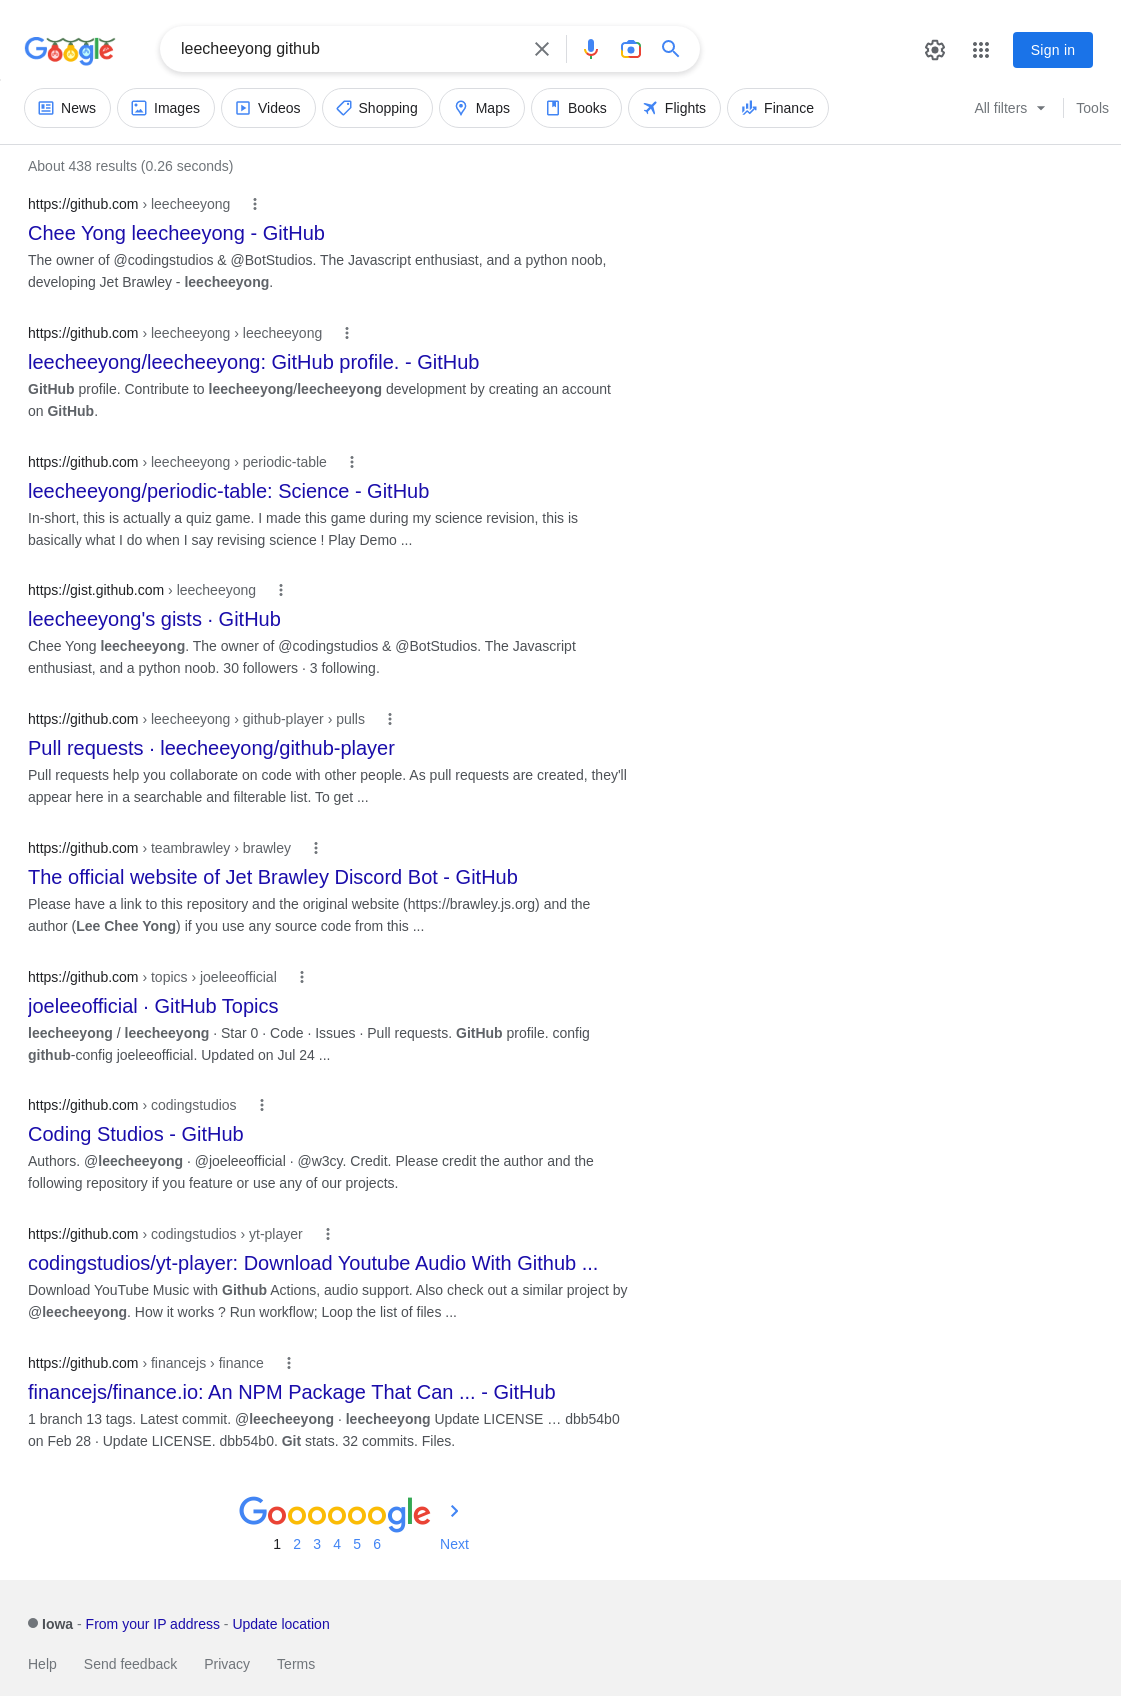 Google
leecheeyong github
Sign in
News
Images
Videos
Shopping
Maps
Books
Flights
Finance
All filters
Tools
About 438 results (0.26 seconds)
https://github.com › leecheeyong
Chee Yong leecheeyong - GitHub
The owner of @codingstudios & @BotStudios. The Javascript enthusiast, and a python noob,
developing Jet Brawley - leecheeyong.
https://github.com › leecheeyong › leecheeyong
leecheeyong/leecheeyong: GitHub profile. - GitHub
GitHub profile. Contribute to leecheeyong/leecheeyong development by creating an account
on GitHub.
https://github.com › leecheeyong › periodic-table
leecheeyong/periodic-table: Science - GitHub
In-short, this is actually a quiz game. I made this game during my science revision, this is
basically what I do when I say revising science ! Play Demo ...
https://gist.github.com › leecheeyong
leecheeyong's gists · GitHub
Chee Yong leecheeyong. The owner of @codingstudios & @BotStudios. The Javascript
enthusiast, and a python noob. 30 followers · 3 following.
https://github.com › leecheeyong › github-player › pulls
Pull requests · leecheeyong/github-player
Pull requests help you collaborate on code with other people. As pull requests are created, they'll
appear here in a searchable and filterable list. To get ...
https://github.com › teambrawley › brawley
The official website of Jet Brawley Discord Bot - GitHub
Please have a link to this repository and the original website (https://brawley.js.org) and the
author (Lee Chee Yong) if you use any source code from this ...
https://github.com › topics › joeleeofficial
joeleeofficial · GitHub Topics
leecheeyong / leecheeyong · Star 0 · Code · Issues · Pull requests. GitHub profile. config
github-config joeleeofficial. Updated on Jul 24 ...
https://github.com › codingstudios
Coding Studios - GitHub
Authors. @leecheeyong · @joeleeofficial · @w3cy. Credit. Please credit the author and the
following repository if you feature or use any of our projects.
https://github.com › codingstudios › yt-player
codingstudios/yt-player: Download Youtube Audio With Github ...
Download YouTube Music with Github Actions, audio support. Also check out a similar project by
@leecheeyong. How it works ? Run workflow; Loop the list of files ...
https://github.com › financejs › finance
financejs/finance.io: An NPM Package That Can ... - GitHub
1 branch 13 tags. Latest commit. @leecheeyong · leecheeyong Update LICENSE … dbb54b0
on Feb 28 · Update LICENSE. dbb54b0. Git stats. 32 commits. Files.
Goooooogle
1 2 3 4 5 6 Next
Iowa - From your IP address - Update location
Help Send feedback Privacy Terms